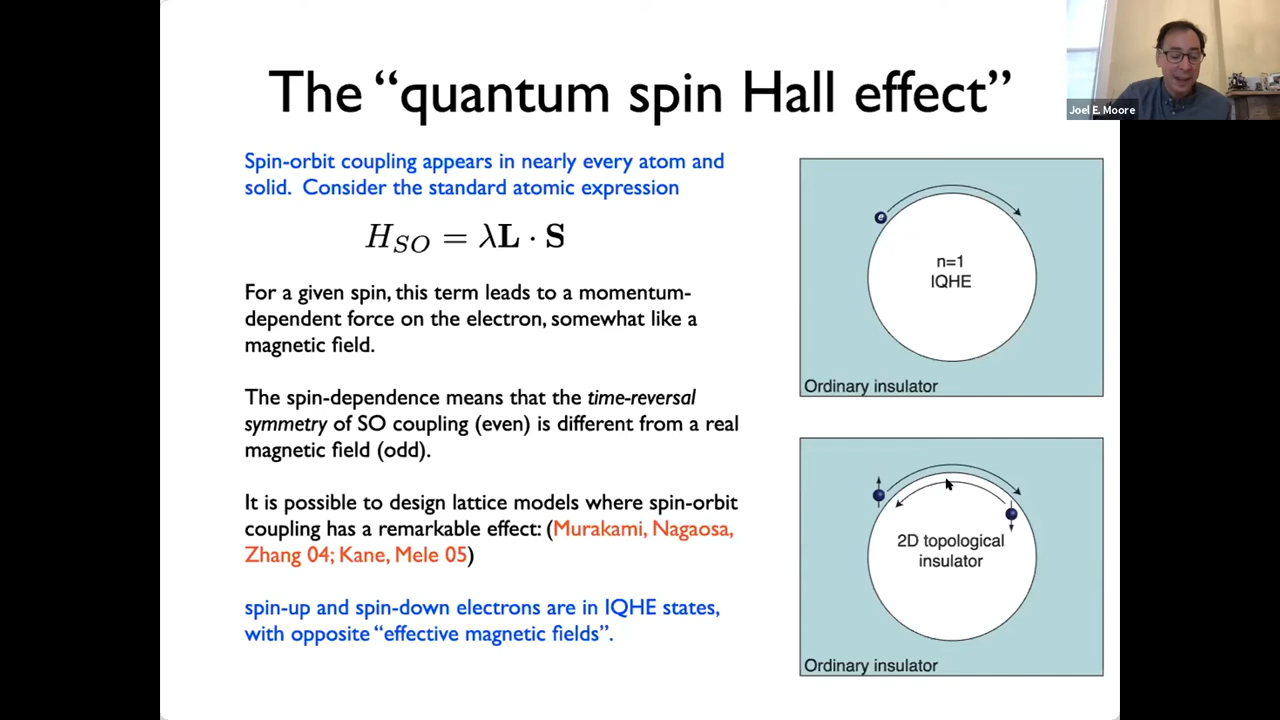 The “quantum spin Hall effect”
Joel E. Moore
Spin-orbit coupling appears in nearly every atom and
solid. Consider the standard atomic expression
H_{SO} = λL · S
For a given spin, this term leads to a momentum-
dependent force on the electron, somewhat like a
magnetic field.
The spin-dependence means that the time-reversal
symmetry of SO coupling (even) is different from a real
magnetic field (odd).
It is possible to design lattice models where spin-orbit
coupling has a remarkable effect: (Murakami, Nagaosa,
Zhang 04; Kane, Mele 05)
spin-up and spin-down electrons are in IQHE states,
with opposite “effective magnetic fields”.
e
n=1
IQHE
Ordinary insulator
2D topological
insulator
Ordinary insulator